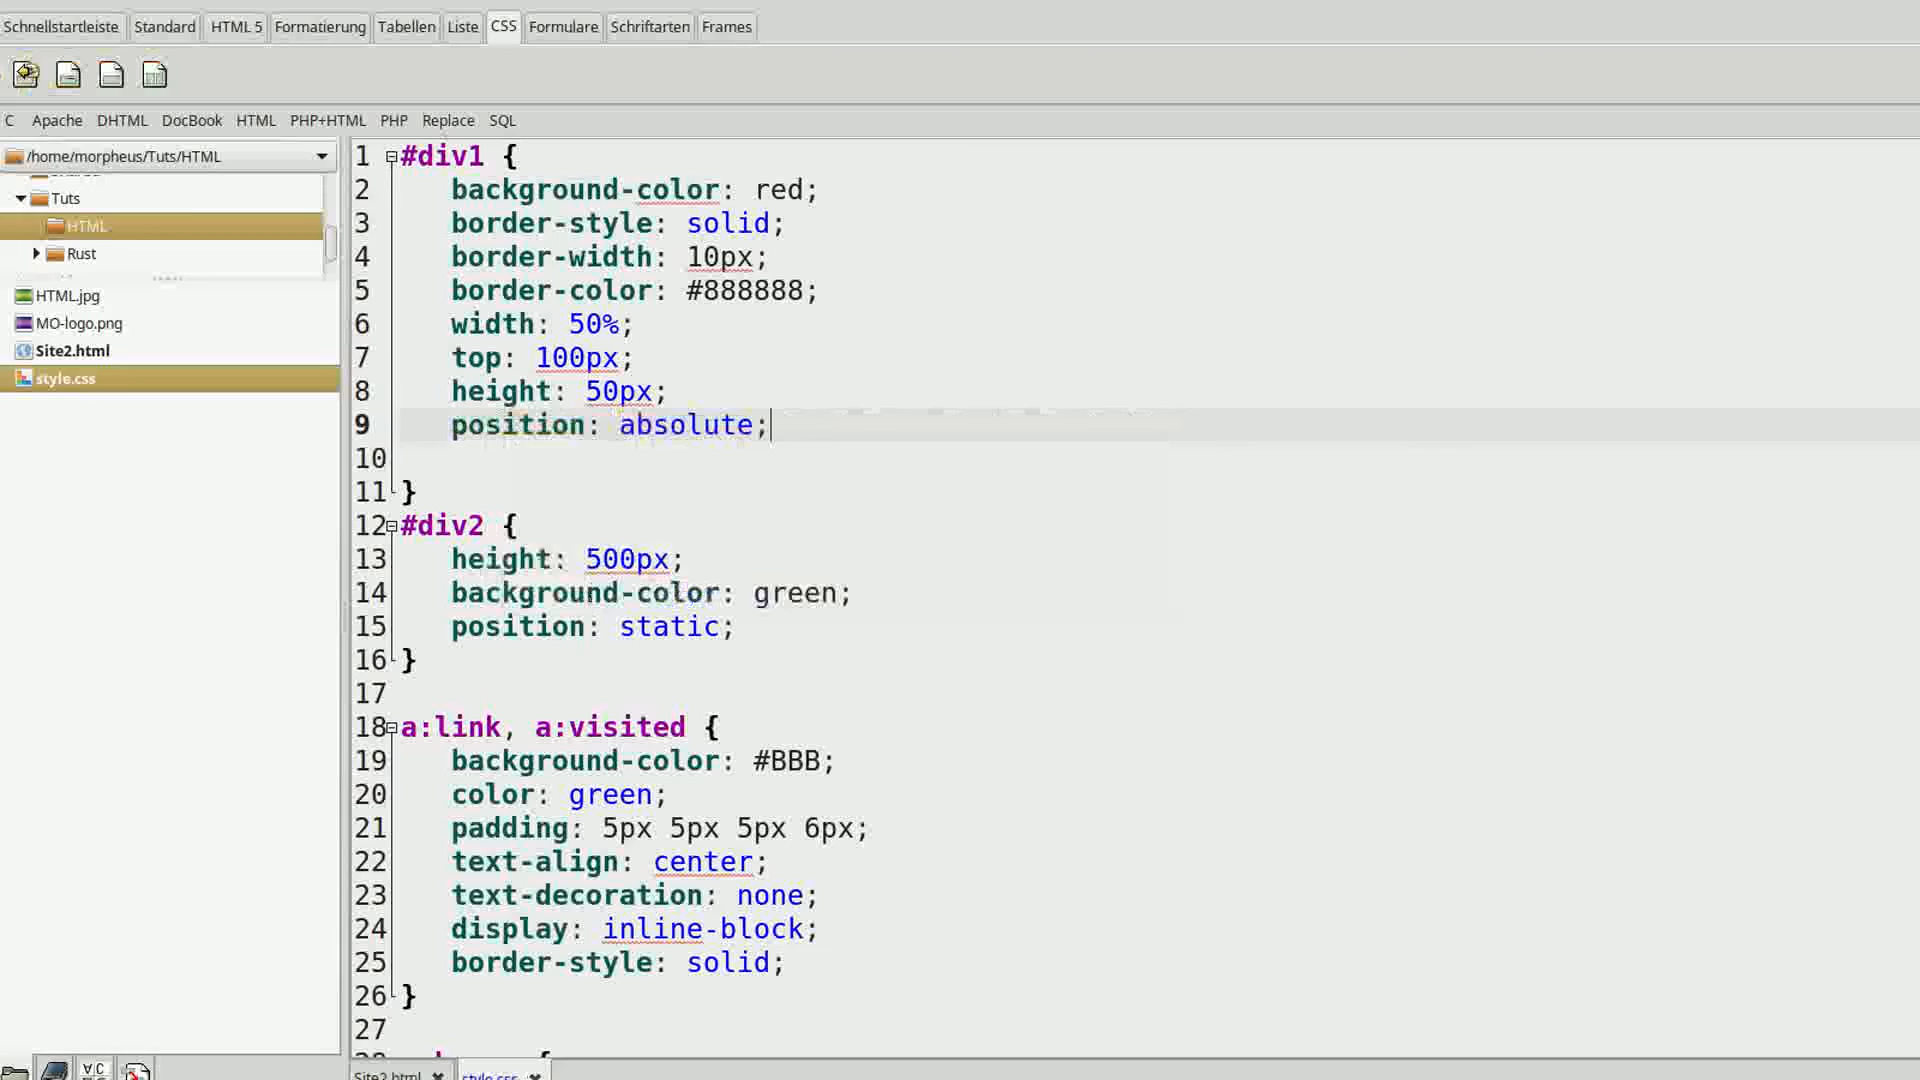 Schnellstartleiste Standard HTML 5 Formatierung Tabellen Liste CSS Formulare Schriftarten Frames
C Apache DHTML DocBook HTML PHP+HTML PHP Replace SQL
/home/morpheus/Tuts/HTML
Tuts
HTML
Rust
HTML.jpg
MO-logo.png
Site2.html
style.css
1 #div1 {
2 background-color: red;
3 border-style: solid;
4 border-width: 10px;
5 border-color: #888888;
6 width: 50%;
7 top: 100px;
8 height: 50px;
9 position: absolute;
10
11 }
12 #div2 {
13 height: 500px;
14 background-color: green;
15 position: static;
16 }
17
18 a:link, a:visited {
19 background-color: #BBB;
20 color: green;
21 padding: 5px 5px 5px 6px;
22 text-align: center;
23 text-decoration: none;
24 display: inline-block;
25 border-style: solid;
26 }
27
Site2.html style.css